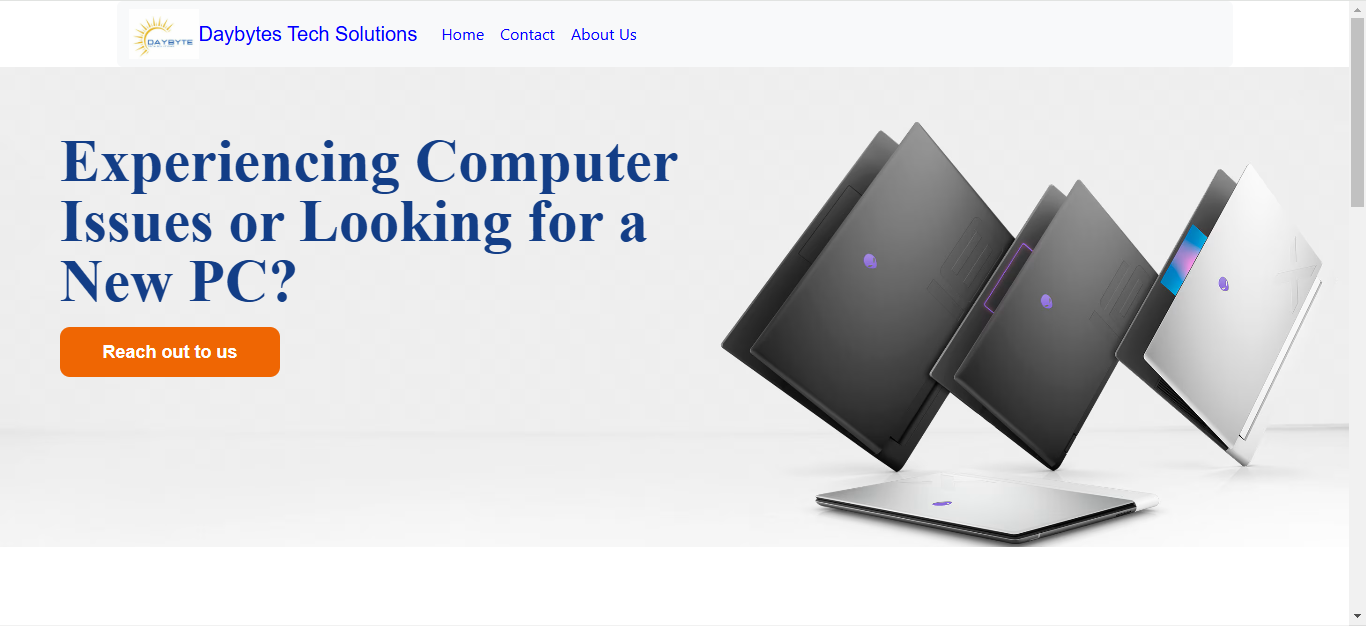 DAYBYTE
Daybytes Tech Solutions
Home
Contact
About Us
Experiencing Computer
Issues or Looking for a
New PC?
Reach out to us